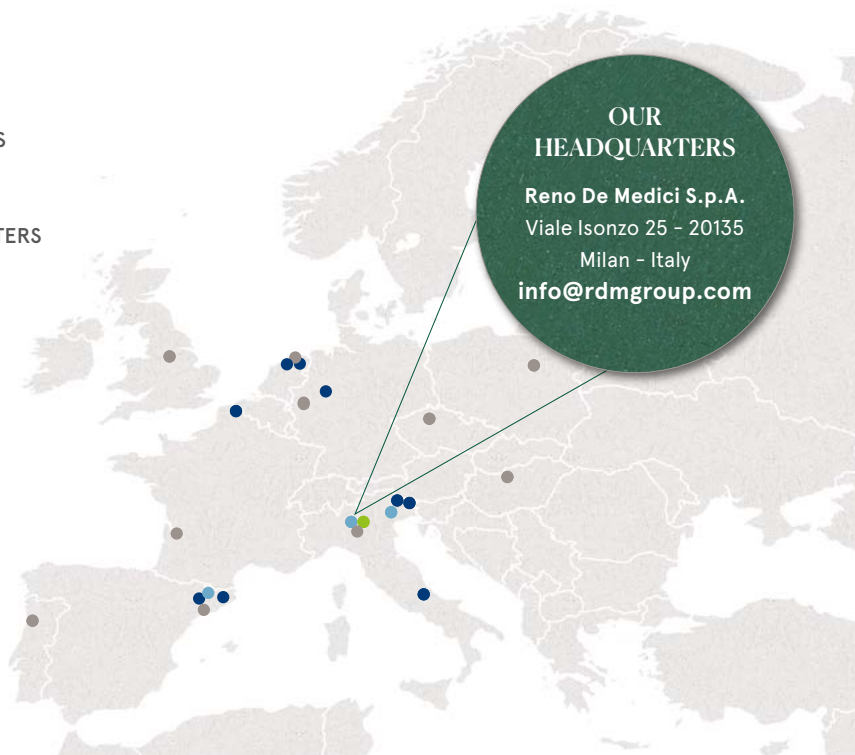 S
TERS
OUR
HEADQUARTERS
Reno De Medici S.p.A.
Viale Isonzo 25 - 20135
Milan - Italy
info@rdmgroup.com